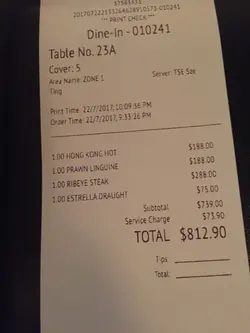 37583451
*** PRINT CHECK ***
Dine-In - 010241
Table No. 23A
Cover: 5
Area Name: ZONE 1
Server: TSE Sze
Ting
Print Time: 22/7/2017, 10:09:36 PM
Order Time: 22/7/2017, 9:33:26 PM
1.00 HONG KONG HOT $188.00
1.00 PRAWN LINGUINE $188.00
1.00 RIBEYE STEAK $288.00
1.00 ESTRELLA DRAUGHT $75.00
Subtotal $739.00
Service Charge $73.90
TOTAL $812.90
Tips:
Total: